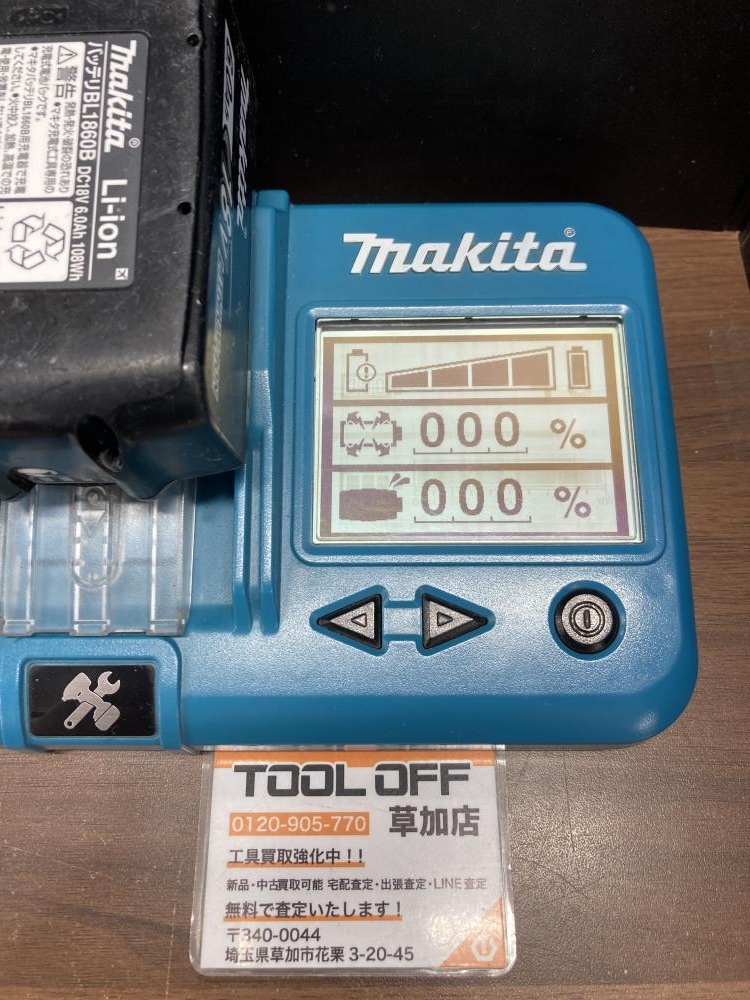 makita
000 %
000 %
makita
Li-ion
バッテリBL1860B DC18V 6.0Ah 108Wh
警告
TOOL OFF
0120-905-770 草加店
工具買取強化中!!
新品・中古買取可能 宅配査定・出張査定・LINE査定
無料で査定いたします!
〒340-0044
埼玉県草加市花栗 3-20-45